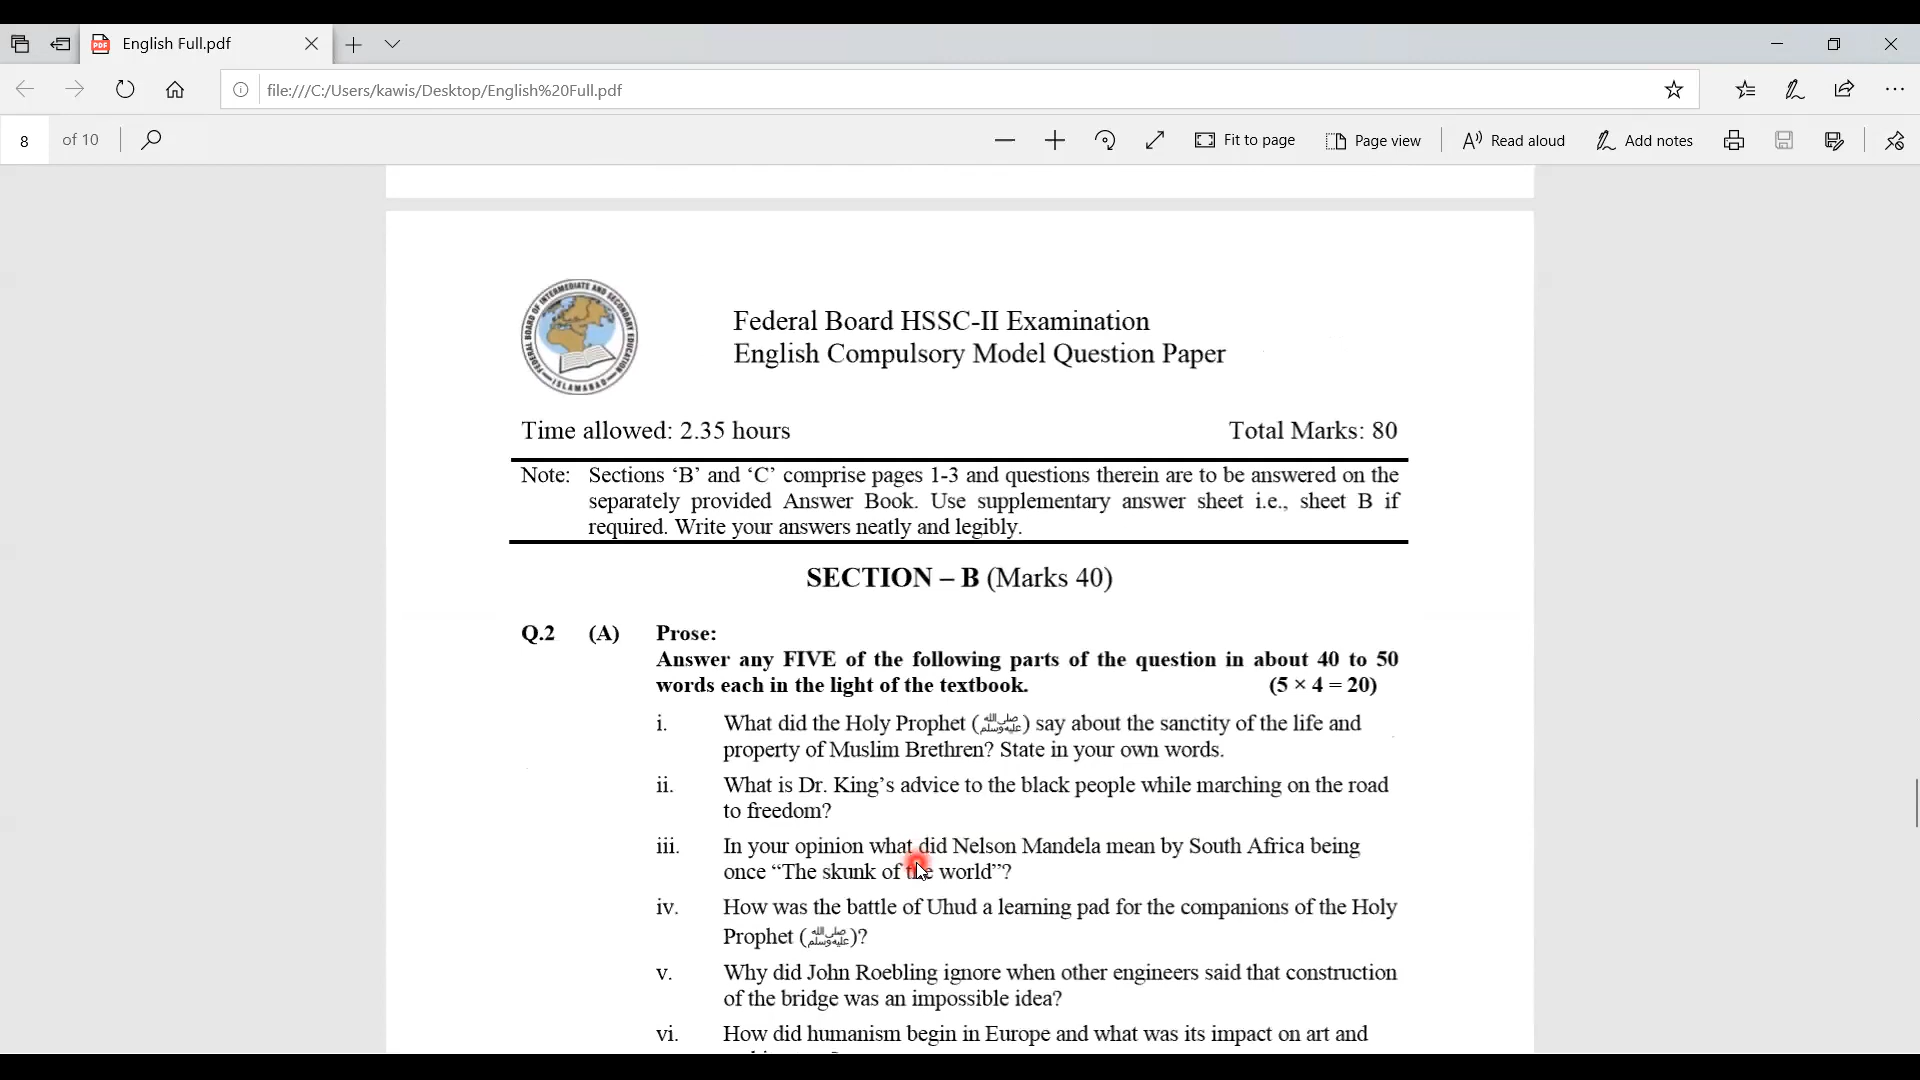 English Full.pdf
file:///C:/Users/kawis/Desktop/English%20Full.pdf
8 of 10
Fit to page
Page view
Read aloud
Add notes
FEDERAL BOARD OF INTERMEDIATE AND SECONDARY EDUCATION
ISLAMABAD
Federal Board HSSC-II Examination
English Compulsory Model Question Paper
Time allowed: 2.35 hours Total Marks: 80
Note: Sections ‘B’ and ‘C’ comprise pages 1-3 and questions therein are to be answered on the
separately provided Answer Book. Use supplementary answer sheet i.e., sheet B if
required. Write your answers neatly and legibly.
SECTION – B (Marks 40)
Q.2 (A) Prose:
Answer any FIVE of the following parts of the question in about 40 to 50
words each in the light of the textbook. (5 × 4 = 20)
i. What did the Holy Prophet (ﷺ) say about the sanctity of the life and
property of Muslim Brethren? State in your own words.
ii. What is Dr. King’s advice to the black people while marching on the road
to freedom?
iii. In your opinion what did Nelson Mandela mean by South Africa being
once “The skunk of the world”?
iv. How was the battle of Uhud a learning pad for the companions of the Holy
Prophet (ﷺ)?
v. Why did John Roebling ignore when other engineers said that construction
of the bridge was an impossible idea?
vi. How did humanism begin in Europe and what was its impact on art and